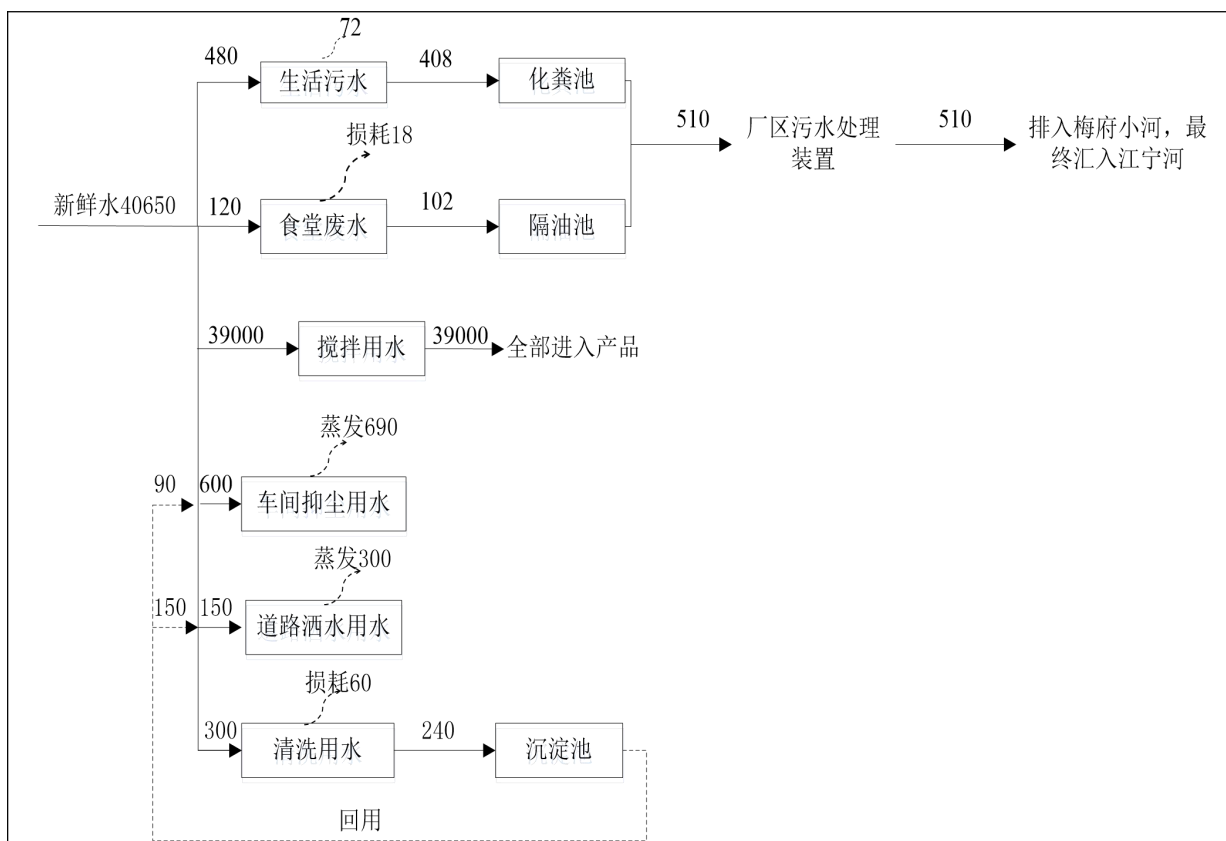 72
480
生活污水
408
化粪池
损耗18
510
厂区污水处理
装置
510
排入梅府小河，最
终汇入江宁河
新鲜水40650
120
食堂废水
102
隔油池
39000
搅拌用水
39000
全部进入产品
蒸发690
90
600
车间抑尘用水
蒸发300
150
150
道路洒水用水
损耗60
300
清洗用水
240
沉淀池
回用